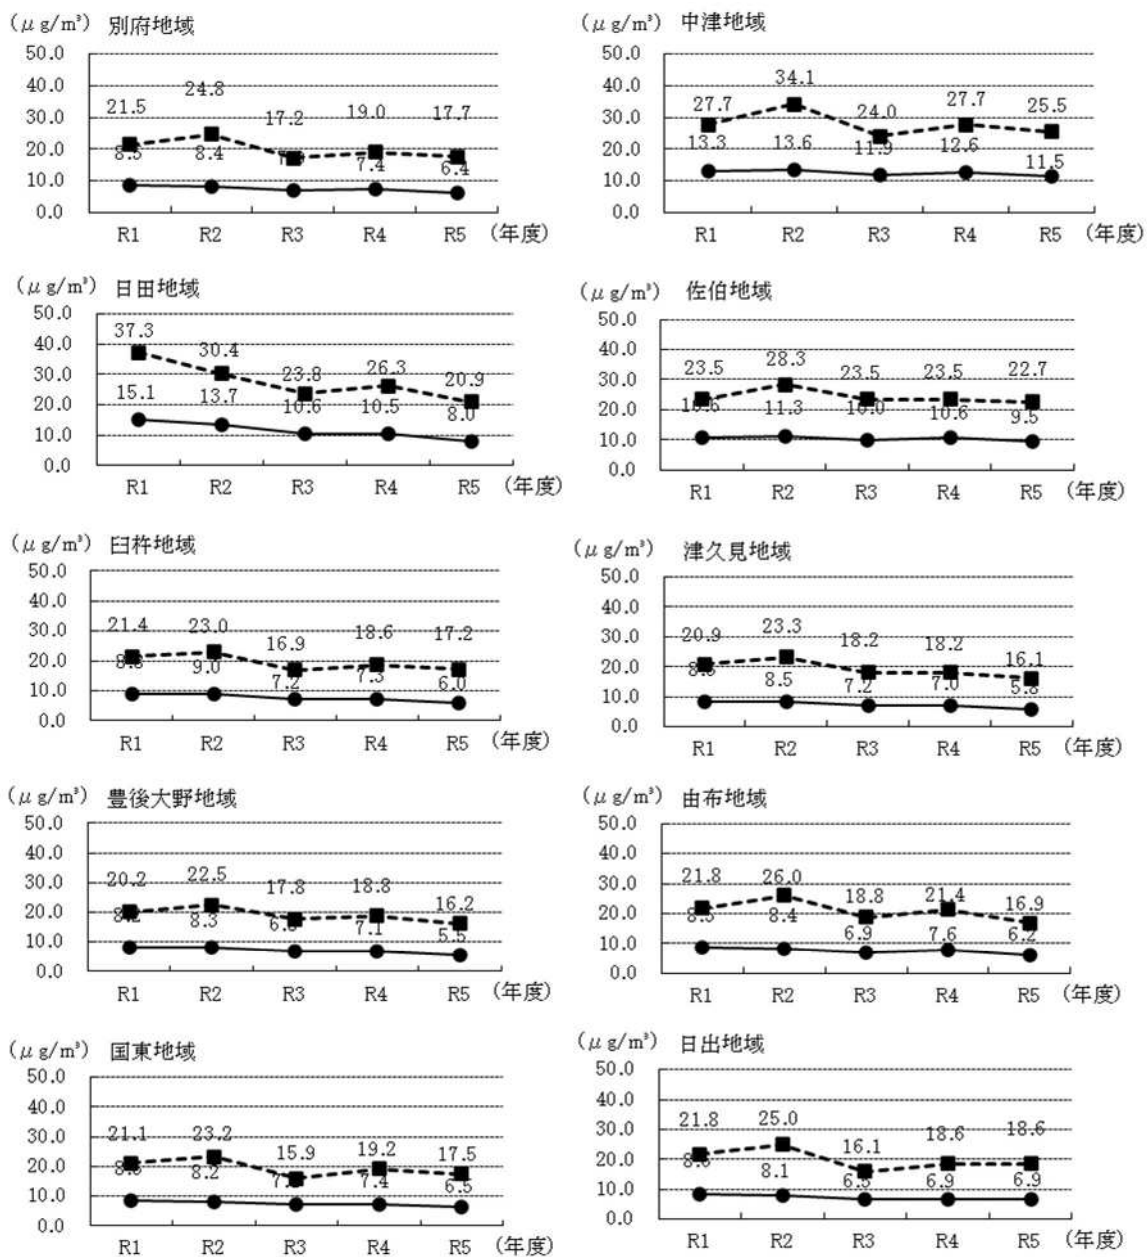 (μg/m³) 別府地域
50.0
40.0
30.0
20.0
10.0
0.0
21.5 24.8 17.2 19.0 17.7
8.4 7.4 6.4
R1 R2 R3 R4 R5 (年度)
(μg/m³) 中津地域
50.0
40.0
30.0
20.0
10.0
0.0
27.7 34.1 24.0 27.7 25.5
13.3 13.6 11.9 12.6 11.5
R1 R2 R3 R4 R5 (年度)
(μg/m³) 日田地域
50.0
40.0
30.0
20.0
10.0
0.0
37.3 30.4 23.8 26.3 20.9
15.1 13.7 10.6 10.5 8.0
R1 R2 R3 R4 R5 (年度)
(μg/m³) 佐伯地域
50.0
40.0
30.0
20.0
10.0
0.0
23.5 28.3 23.5 23.5 22.7
11.3 10.0 10.6 9.5
R1 R2 R3 R4 R5 (年度)
(μg/m³) 臼杵地域
50.0
40.0
30.0
20.0
10.0
0.0
21.4 23.0 16.9 18.6 17.2
9.0 7.2 7.3 6.0
R1 R2 R3 R4 R5 (年度)
(μg/m³) 津久見地域
50.0
40.0
30.0
20.0
10.0
0.0
20.9 23.3 18.2 18.2 16.1
8.5 7.2 7.0 5.8
R1 R2 R3 R4 R5 (年度)
(μg/m³) 豊後大野地域
50.0
40.0
30.0
20.0
10.0
0.0
20.2 22.5 17.8 18.8 16.2
8.2 8.3 7.1 5.5
R1 R2 R3 R4 R5 (年度)
(μg/m³) 由布地域
50.0
40.0
30.0
20.0
10.0
0.0
21.8 26.0 18.8 21.4 16.9
8.4 6.9 7.6 6.2
R1 R2 R3 R4 R5 (年度)
(μg/m³) 国東地域
50.0
40.0
30.0
20.0
10.0
0.0
21.1 23.2 15.9 19.2 17.5
8.2 7.4 6.5
R1 R2 R3 R4 R5 (年度)
(μg/m³) 日出地域
50.0
40.0
30.0
20.0
10.0
0.0
21.8 25.0 16.1 18.6 18.6
8.1 6.5 6.9 6.9
R1 R2 R3 R4 R5 (年度)